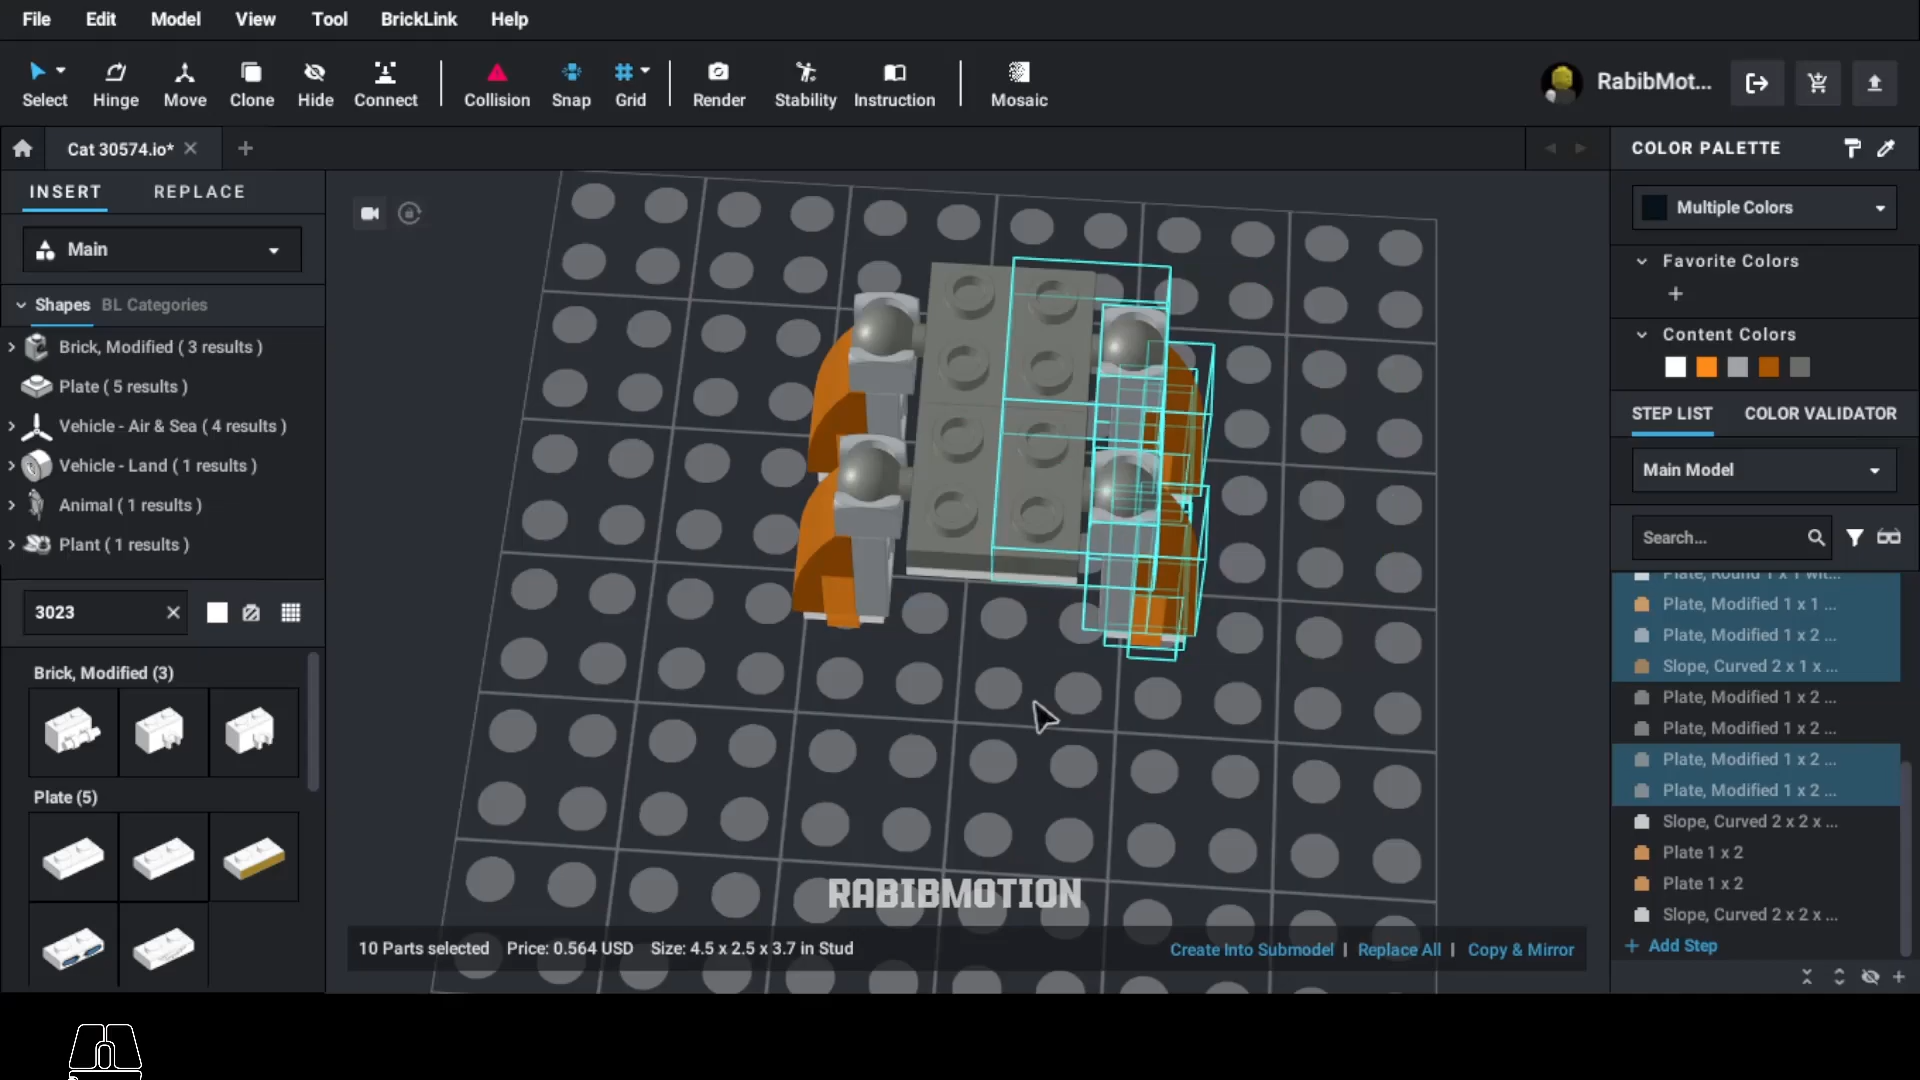 File Edit Model View Tool BrickLink Help
Select Hinge Move Clone Hide Connect Collision Snap Grid Render Stability Instruction Mosaic
RabibMot...
Cat 30574.io*
INSERT REPLACE
Main
Shapes BL Categories
Brick, Modified ( 3 results )
Plate ( 5 results )
Vehicle - Air & Sea ( 4 results )
Vehicle - Land ( 1 results )
Animal ( 1 results )
Plant ( 1 results )
3023
Brick, Modified (3)
Plate (5)
RABIBMOTION
10 Parts selected Price: 0.564 USD Size: 4.5 x 2.5 x 3.7 in Stud
Create Into Submodel | Replace All | Copy & Mirror
COLOR PALETTE
Multiple Colors
Favorite Colors
Content Colors
STEP LIST COLOR VALIDATOR
Main Model
Search...
Plate, Round 1 x 1 wit...
Plate, Modified 1 x 1 ...
Plate, Modified 1 x 2 ...
Slope, Curved 2 x 1 x ...
Plate, Modified 1 x 2 ...
Plate, Modified 1 x 2 ...
Plate, Modified 1 x 2 ...
Plate, Modified 1 x 2 ...
Slope, Curved 2 x 2 x ...
Plate 1 x 2
Plate 1 x 2
Slope, Curved 2 x 2 x ...
+ Add Step